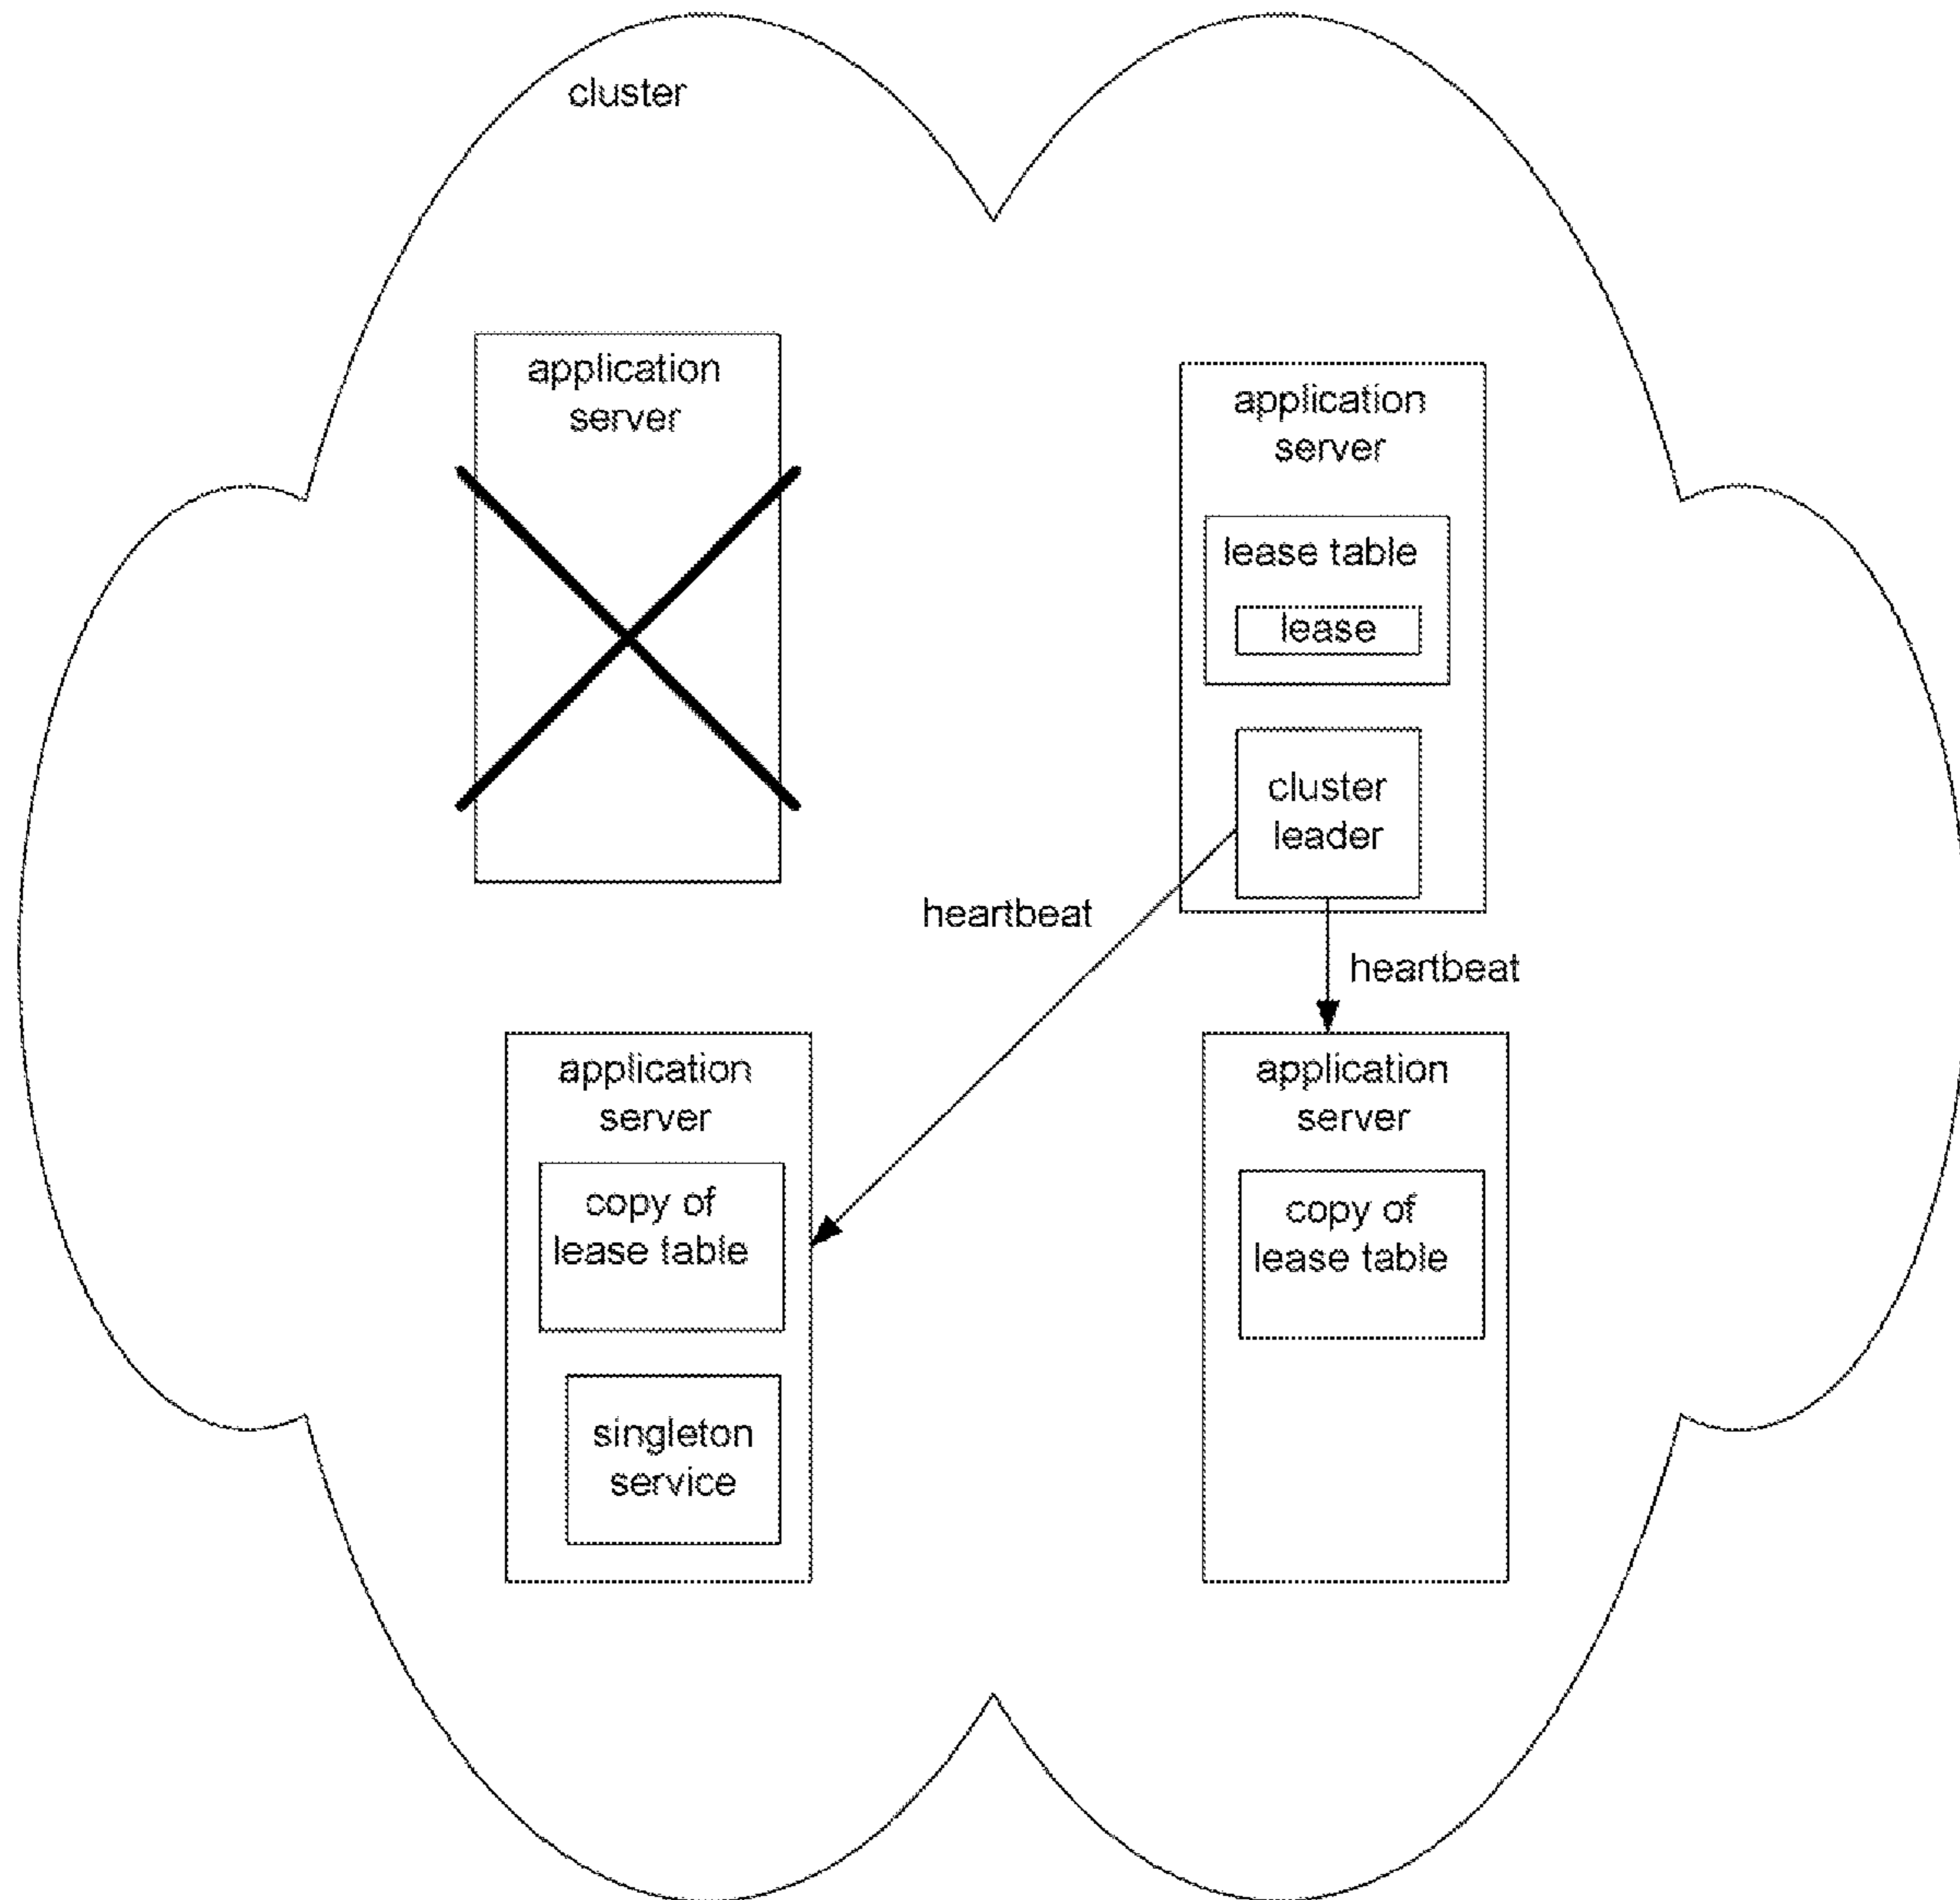 cluster
application
server
application
server
lease table
lease
cluster
leader
heartbeat
heartbeat
application
server
copy of
lease table
singleton
service
application
server
copy of
lease table